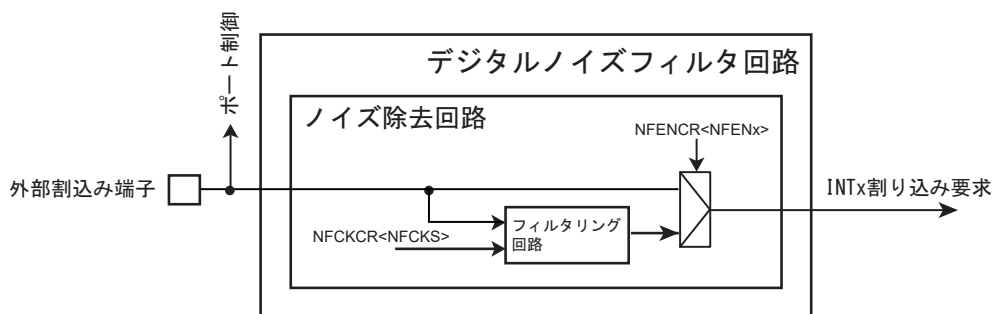 ポート制御
デジタルノイズフィルタ回路
ノイズ除去回路
NFENCR<NFENx>
外部割込み端子
INTx割り込み要求
フィルタリング
回路
NFCKCR<NFCKS>